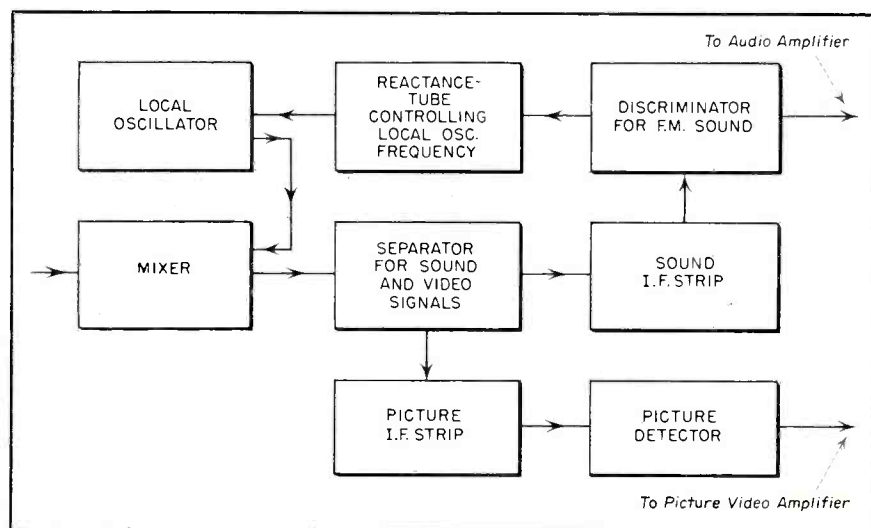 To Audio Amplifier
LOCAL
OSCILLATOR
REACTANCE-
TUBE
CONTROLLING
LOCAL OSC.
FREQUENCY
DISCRIMINATOR
FOR F.M. SOUND
MIXER
SEPARATOR
FOR SOUND
AND VIDEO
SIGNALS
SOUND
I.F. STRIP
PICTURE
I.F. STRIP
PICTURE
DETECTOR
To Picture Video Amplifier